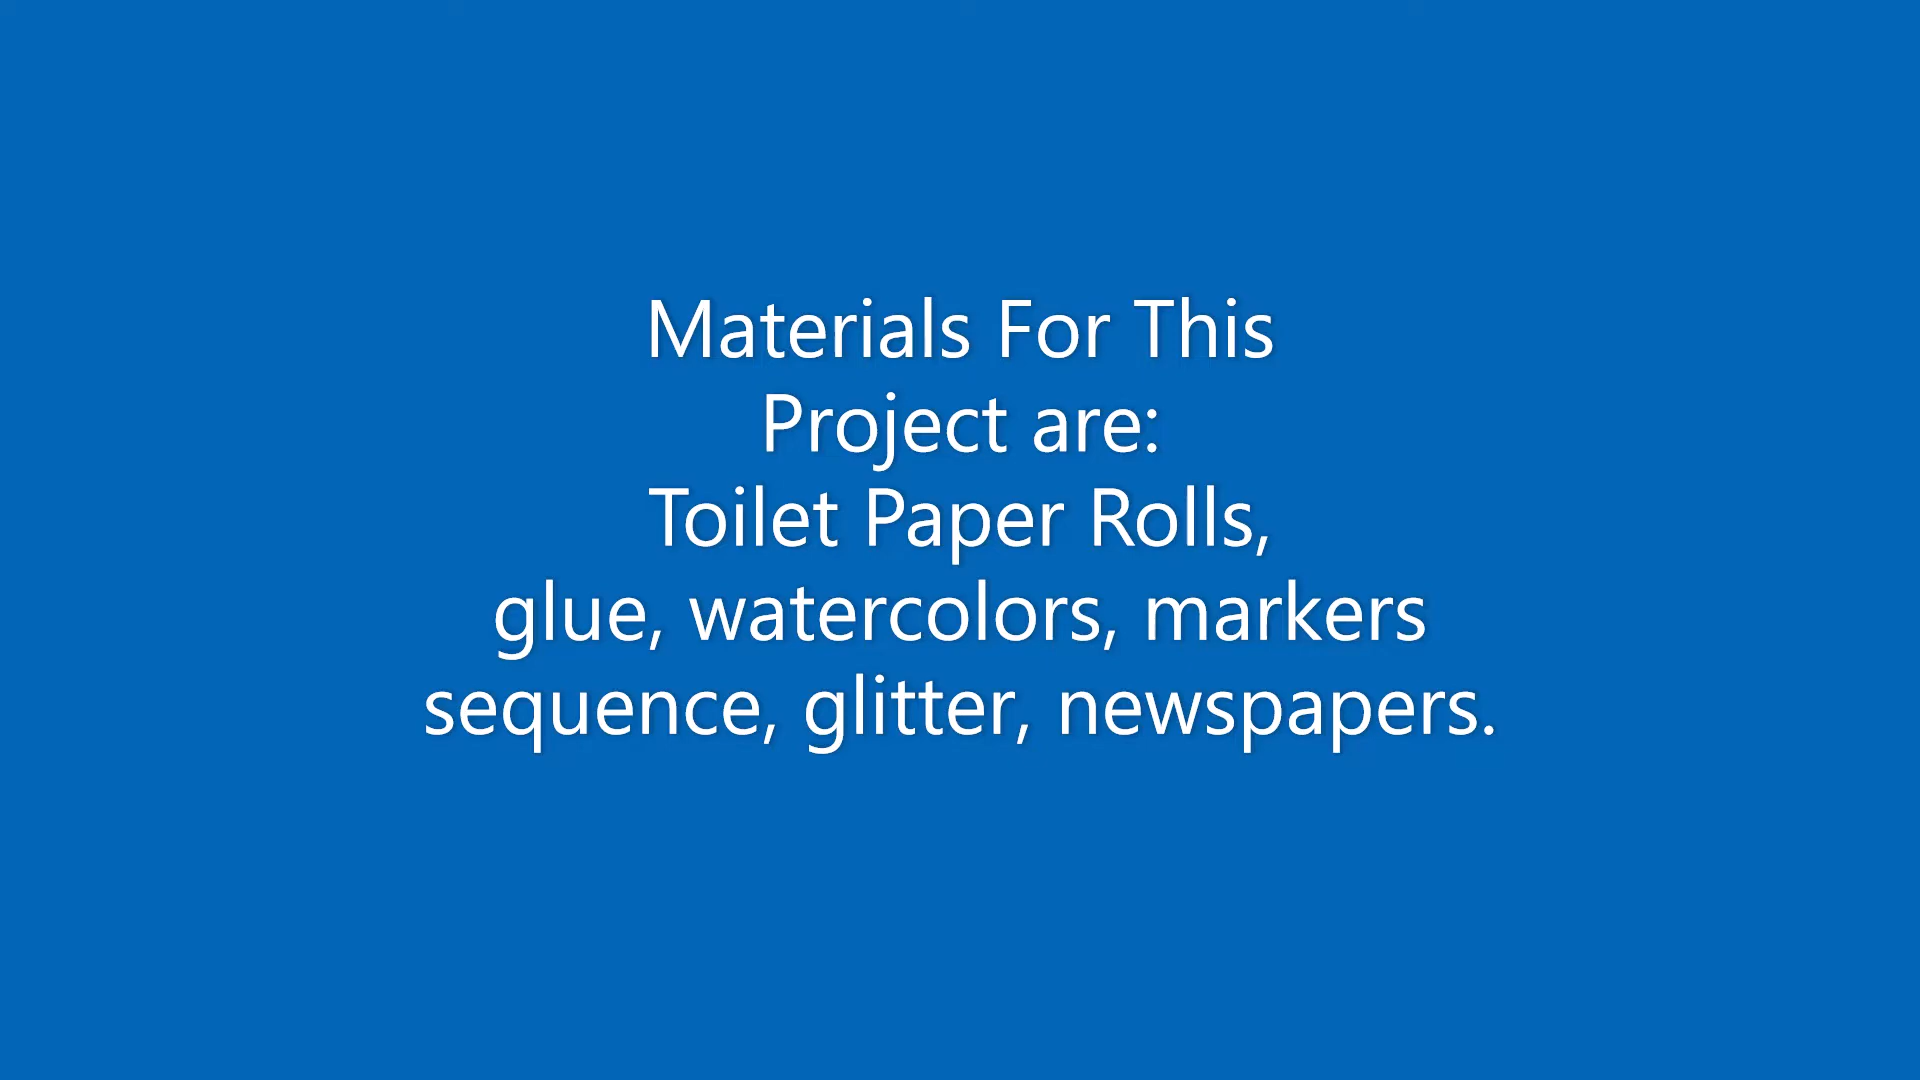 Materials For This
Project are:
Toilet Paper Rolls,
glue, watercolors, markers
sequence, glitter, newspapers.